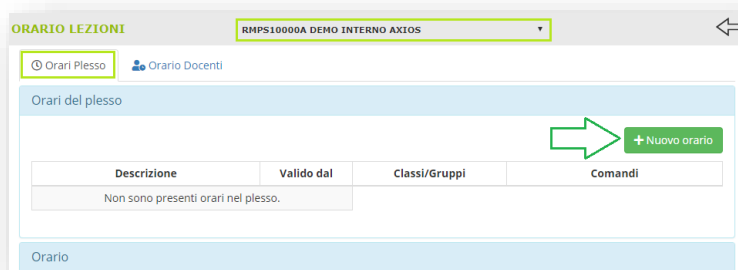 ORARIO LEZIONI RMPS10000A DEMO INTERNO AXIOS
Orari Plesso Orario Docenti
Orari del plesso
+ Nuovo orario
Descrizione Valido dal Classi/Gruppi Comandi
Non sono presenti orari nel plesso.
Orario